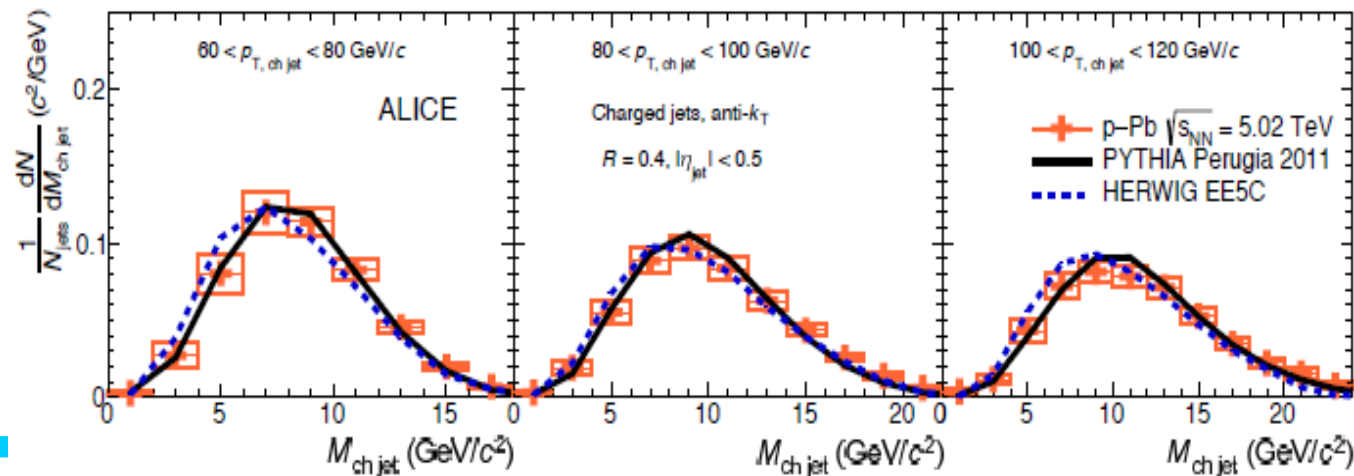 60 < p_T, ch jet < 80 GeV/c
80 < p_T, ch jet < 100 GeV/c
100 < p_T, ch jet < 120 GeV/c
ALICE
Charged jets, anti-k_T
R = 0.4, |η_jet| < 0.5
p–Pb √s_NN = 5.02 TeV
PYTHIA Perugia 2011
HERWIG EE5C
1/N_jets dN/dM_ch jet (c²/GeV)
0.2
0.1
0
0 5 10 15
0 5 10 15 20
0 5 10 15 20
M_ch jet (GeV/c²)
M_ch jet (GeV/c²)
M_ch jet (GeV/c²)